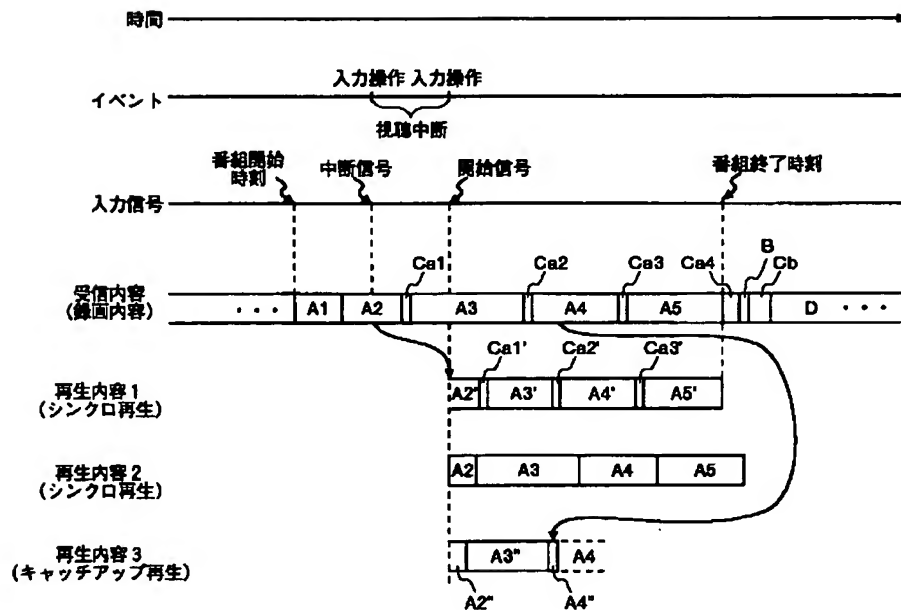 時間
入力操作 入力操作
イベント
視聴中断
番組開始
時刻
中断信号
開始信号
番組終了時刻
入力信号
Ca1
Ca2
Ca3
Ca4
B
Cb
受信内容
(録画内容)
・・・
A1
A2
A3
A4
A5
D
・・・
Ca1'
Ca2'
Ca3'
再生内容1
(シンクロ再生)
A2'
A3'
A4'
A5'
再生内容2
(シンクロ再生)
A2
A3
A4
A5
再生内容3
(キャッチアップ再生)
A3"
A4
A2"
A4"